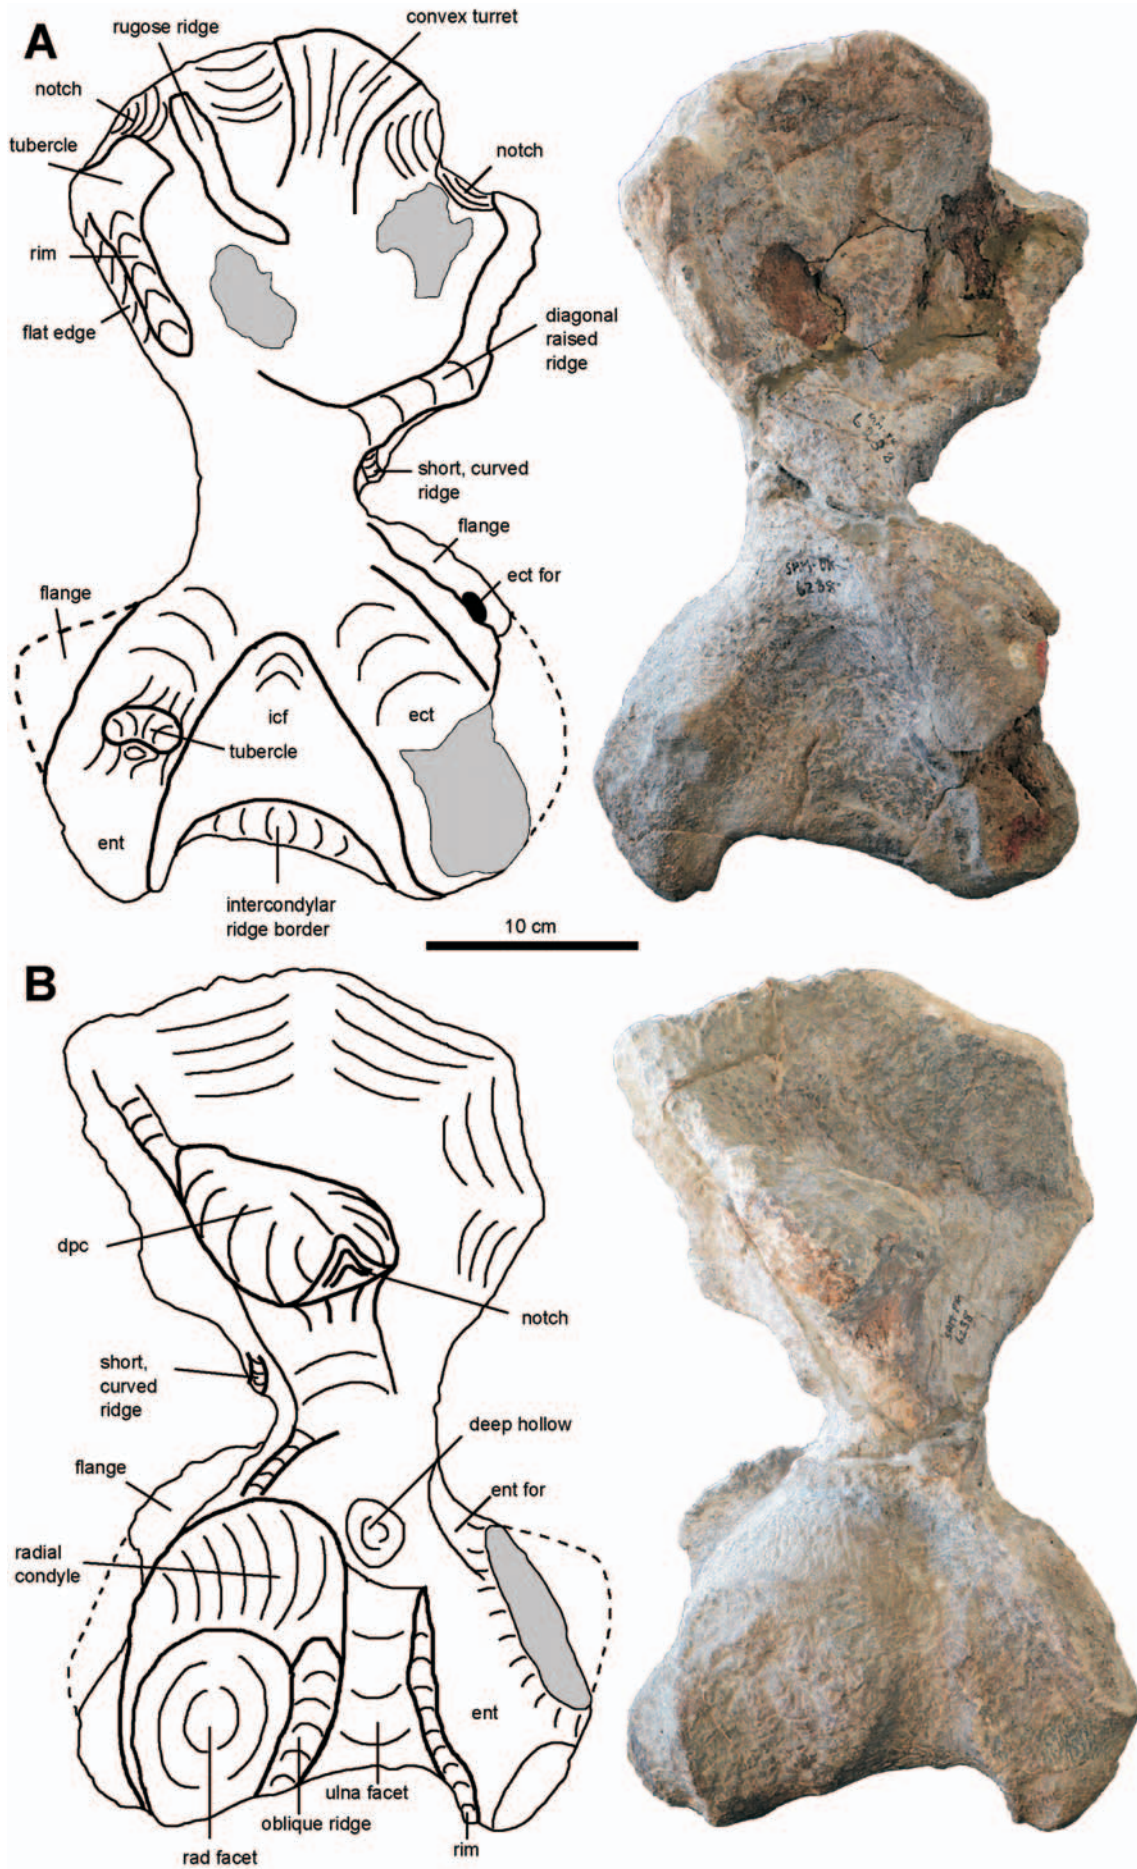 A
rugose ridge
convex turret
notch
tubercle
notch
rim
flat edge
diagonal
raised
ridge
short, curved
ridge
flange
ect for
flange
icf
ect
tubercle
ent
intercondylar
ridge border
10 cm
6238
6238
B
dpc
notch
short,
curved
ridge
deep hollow
flange
ent for
radial
condyle
ent
ulna facet
oblique ridge
rim
rad facet
6238